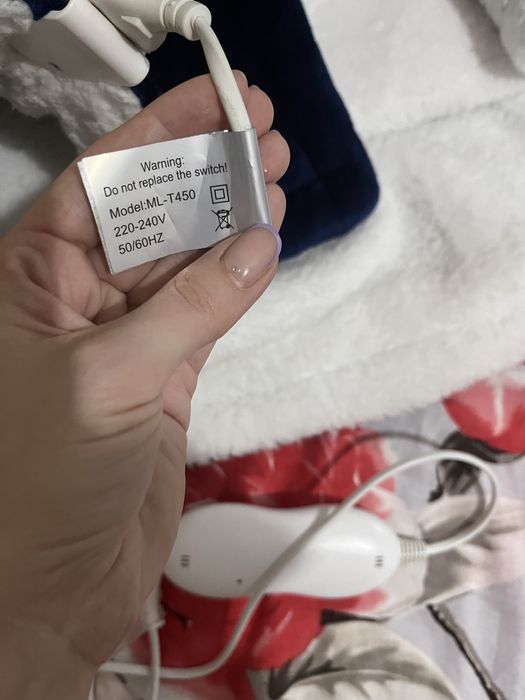 Warning:
Do not replace the switch!
Model:ML-T450
220-240V
50/60HZ